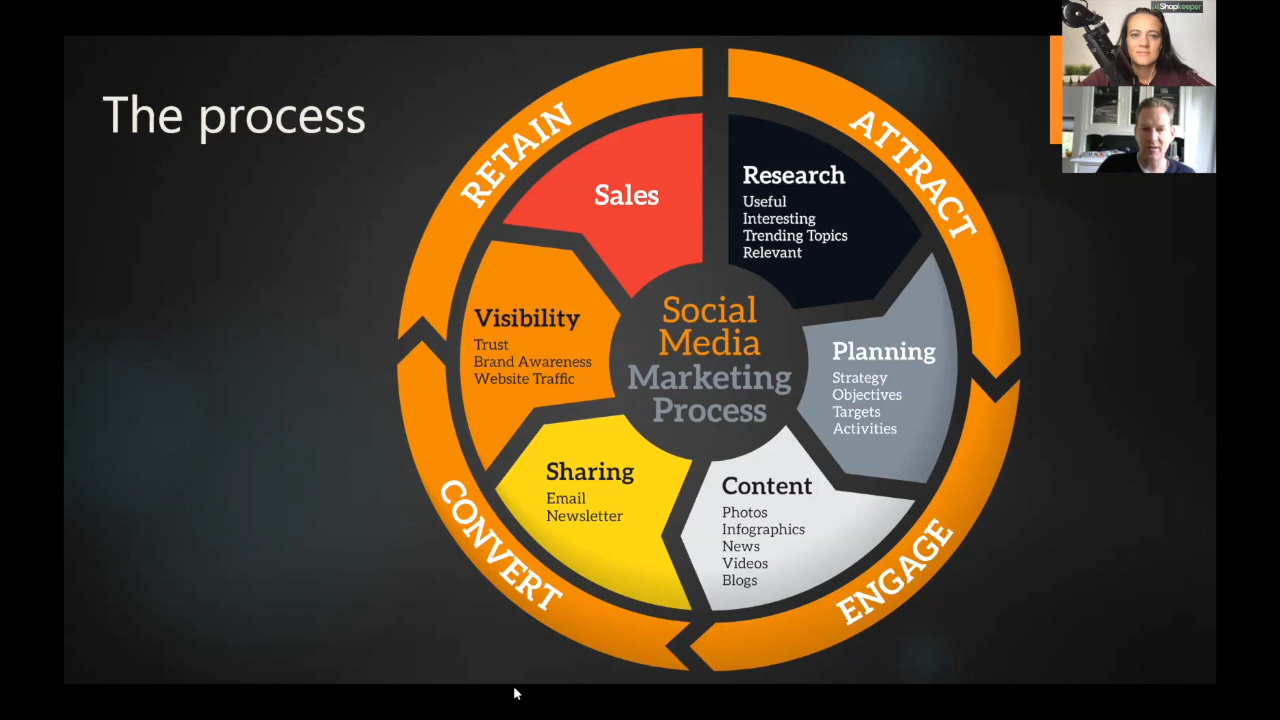 The process
Shopkeeper
RETAIN
ATTRACT
ENGAGE
CONVERT
Sales
Research
Useful
Interesting
Trending Topics
Relevant
Planning
Strategy
Objectives
Targets
Activities
Content
Photos
Infographics
News
Videos
Blogs
Sharing
Email
Newsletter
Visibility
Trust
Brand Awareness
Website Traffic
Social
Media
Marketing
Process